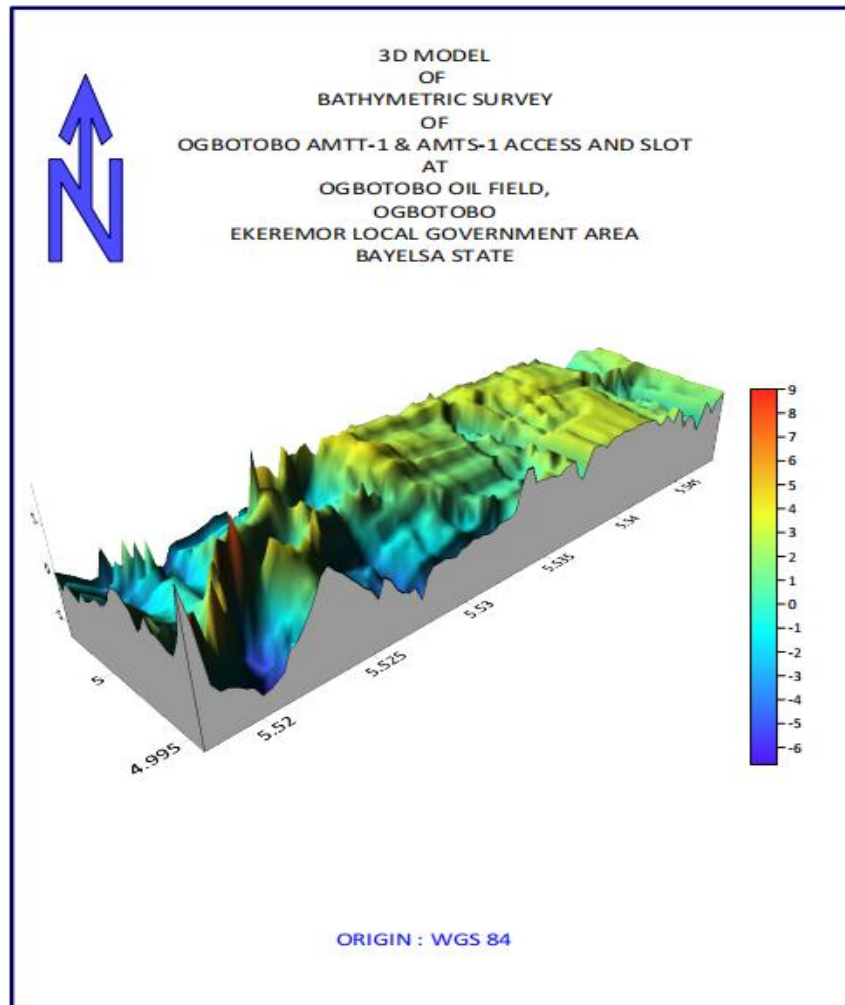 3D MODEL
OF
BATHYMETRIC SURVEY
OF
OGBOTOBO AMTT-1 & AMTS-1 ACCESS AND SLOT
AT
OGBOTOBO OIL FIELD,
OGBOTOBO
EKEREMOR LOCAL GOVERNMENT AREA
BAYELSA STATE
N
9
8
7
6
5
4
3
2
1
0
-1
-2
-3
-4
-5
-6
5.545
5.54
5.535
5.53
5.525
5.52
5
4.995
ORIGIN : WGS 84